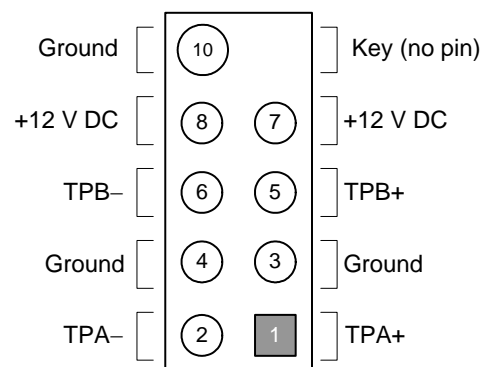 Ground 10 Key (no pin)
+12 V DC 8 7 +12 V DC
TPB− 6 5 TPB+
Ground 4 3 Ground
TPA− 2 1 TPA+